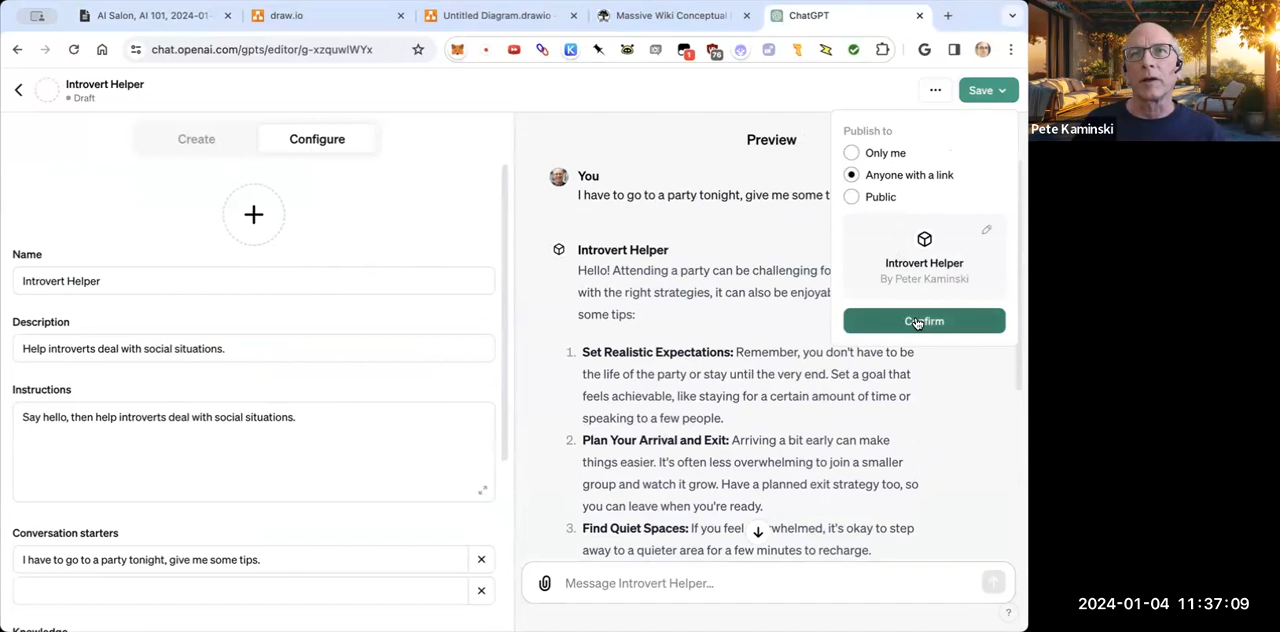 AI Salon, AI 101, 2024-01
draw.io
Untitled Diagram.drawio
Massive Wiki Conceptual
ChatGPT
chat.openai.com/gpts/editor/g-xzquwlWYx
1
76
Introvert Helper
Draft
Save
Create
Configure
Name
Introvert Helper
Description
Help introverts deal with social situations.
Instructions
Say hello, then help introverts deal with social situations.
Conversation starters
I have to go to a party tonight, give me some tips.
Preview
You
I have to go to a party tonight, give me some t
Introvert Helper
Hello! Attending a party can be challenging fo
with the right strategies, it can also be enjoyab
some tips:
1. Set Realistic Expectations: Remember, you don't have to be
the life of the party or stay until the very end. Set a goal that
feels achievable, like staying for a certain amount of time or
speaking to a few people.
2. Plan Your Arrival and Exit: Arriving a bit early can make
things easier. It's often less overwhelming to join a smaller
group and watch it grow. Have a planned exit strategy too, so
you can leave when you're ready.
3. Find Quiet Spaces: If you feel overwhelmed, it's okay to step
away to a quieter area for a few minutes to recharge.
Message Introvert Helper...
?
Publish to
Only me
Anyone with a link
Public
Introvert Helper
By Peter Kaminski
Confirm
Pete Kaminski
2024-01-04 11:37:09